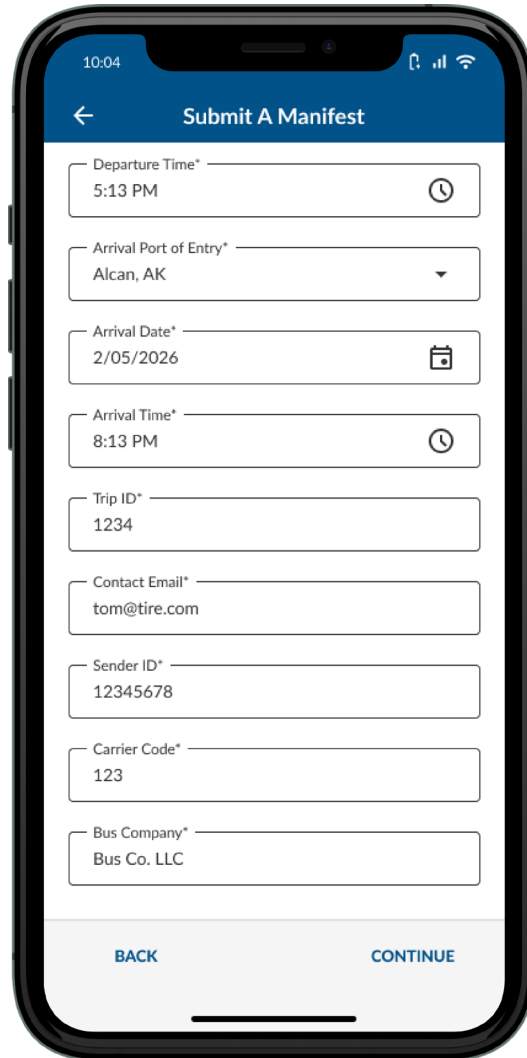 10:04
Submit A Manifest
Departure Time*
5:13 PM
Arrival Port of Entry*
Alcan, AK
Arrival Date*
2/05/2026
Arrival Time*
8:13 PM
Trip ID*
1234
Contact Email*
tom@tire.com
Sender ID*
12345678
Carrier Code*
123
Bus Company*
Bus Co. LLC
BACK CONTINUE